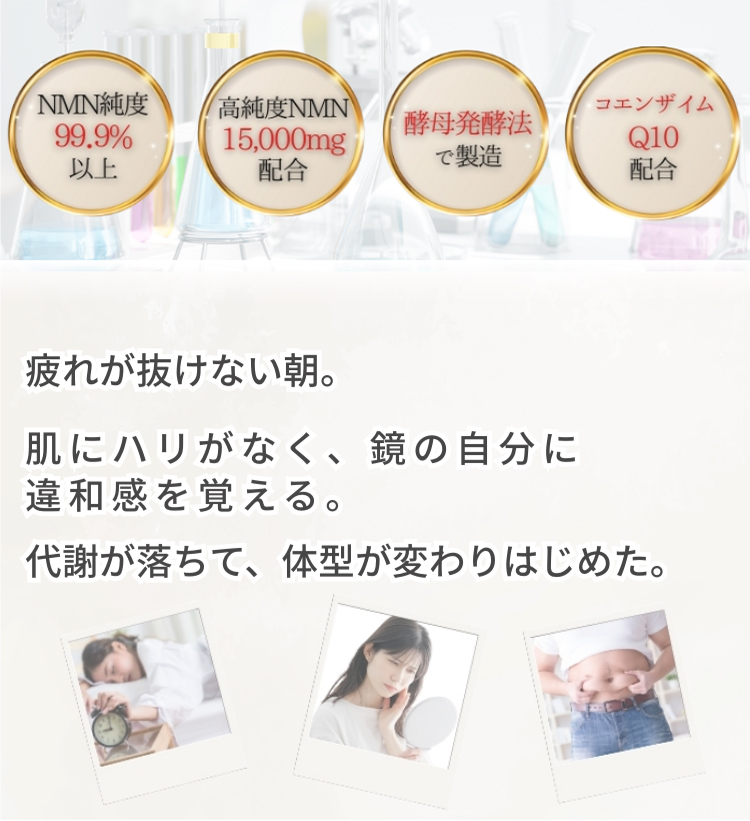 NMN純度
99.9%
以上
高純度NMN
15,000mg
配合
酵母発酵法
で製造
コエンザイム
Q10
配合
疲れが抜けない朝。
肌にハリがなく、鏡の自分に
違和感を覚える。
代謝が落ちて、体型が変わりはじめた。